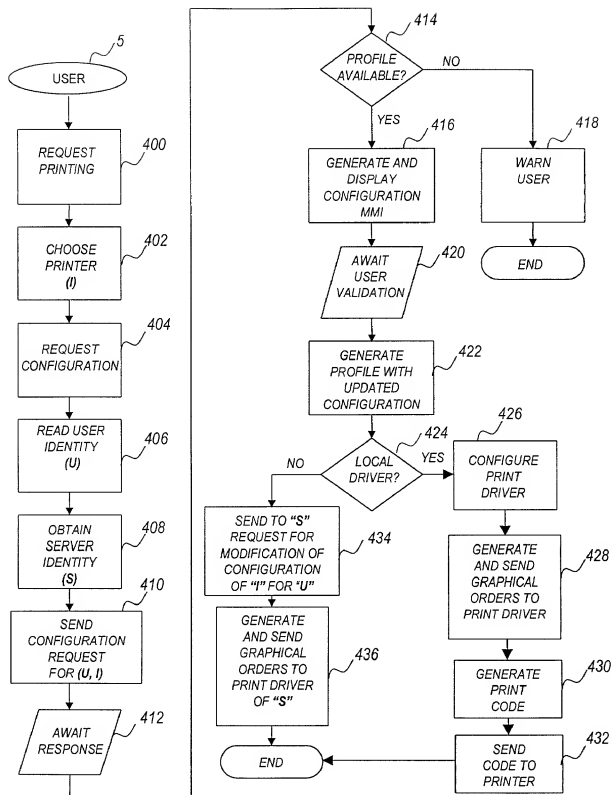 5
USER
REQUEST
PRINTING
400
CHOOSE
PRINTER
(I)
402
REQUEST
CONFIGURATION
404
READ USER
IDENTITY
(U)
406
OBTAIN
SERVER
IDENTITY
(S)
408
410
SEND
CONFIGURATION
REQUEST
FOR (U, I)
AWAIT
RESPONSE
412
414
PROFILE
AVAILABLE?
NO
YES
416
GENERATE AND
DISPLAY
CONFIGURATION
MMI
418
WARN
USER
END
AWAIT
USER
VALIDATION
420
GENERATE
PROFILE WITH
UPDATED
CONFIGURATION
422
LOCAL
DRIVER?
424
NO
YES
426
CONFIGURE
PRINT
DRIVER
SEND TO "S"
REQUEST FOR
MODIFICATION OF
CONFIGURATION
OF "I" FOR "U"
434
GENERATE
AND SEND
GRAPHICAL
ORDERS TO
PRINT DRIVER
428
GENERATE
AND SEND
GRAPHICAL
ORDERS TO
PRINT DRIVER
OF "S"
436
GENERATE
PRINT
CODE
430
SEND
CODE TO
PRINTER
432
END